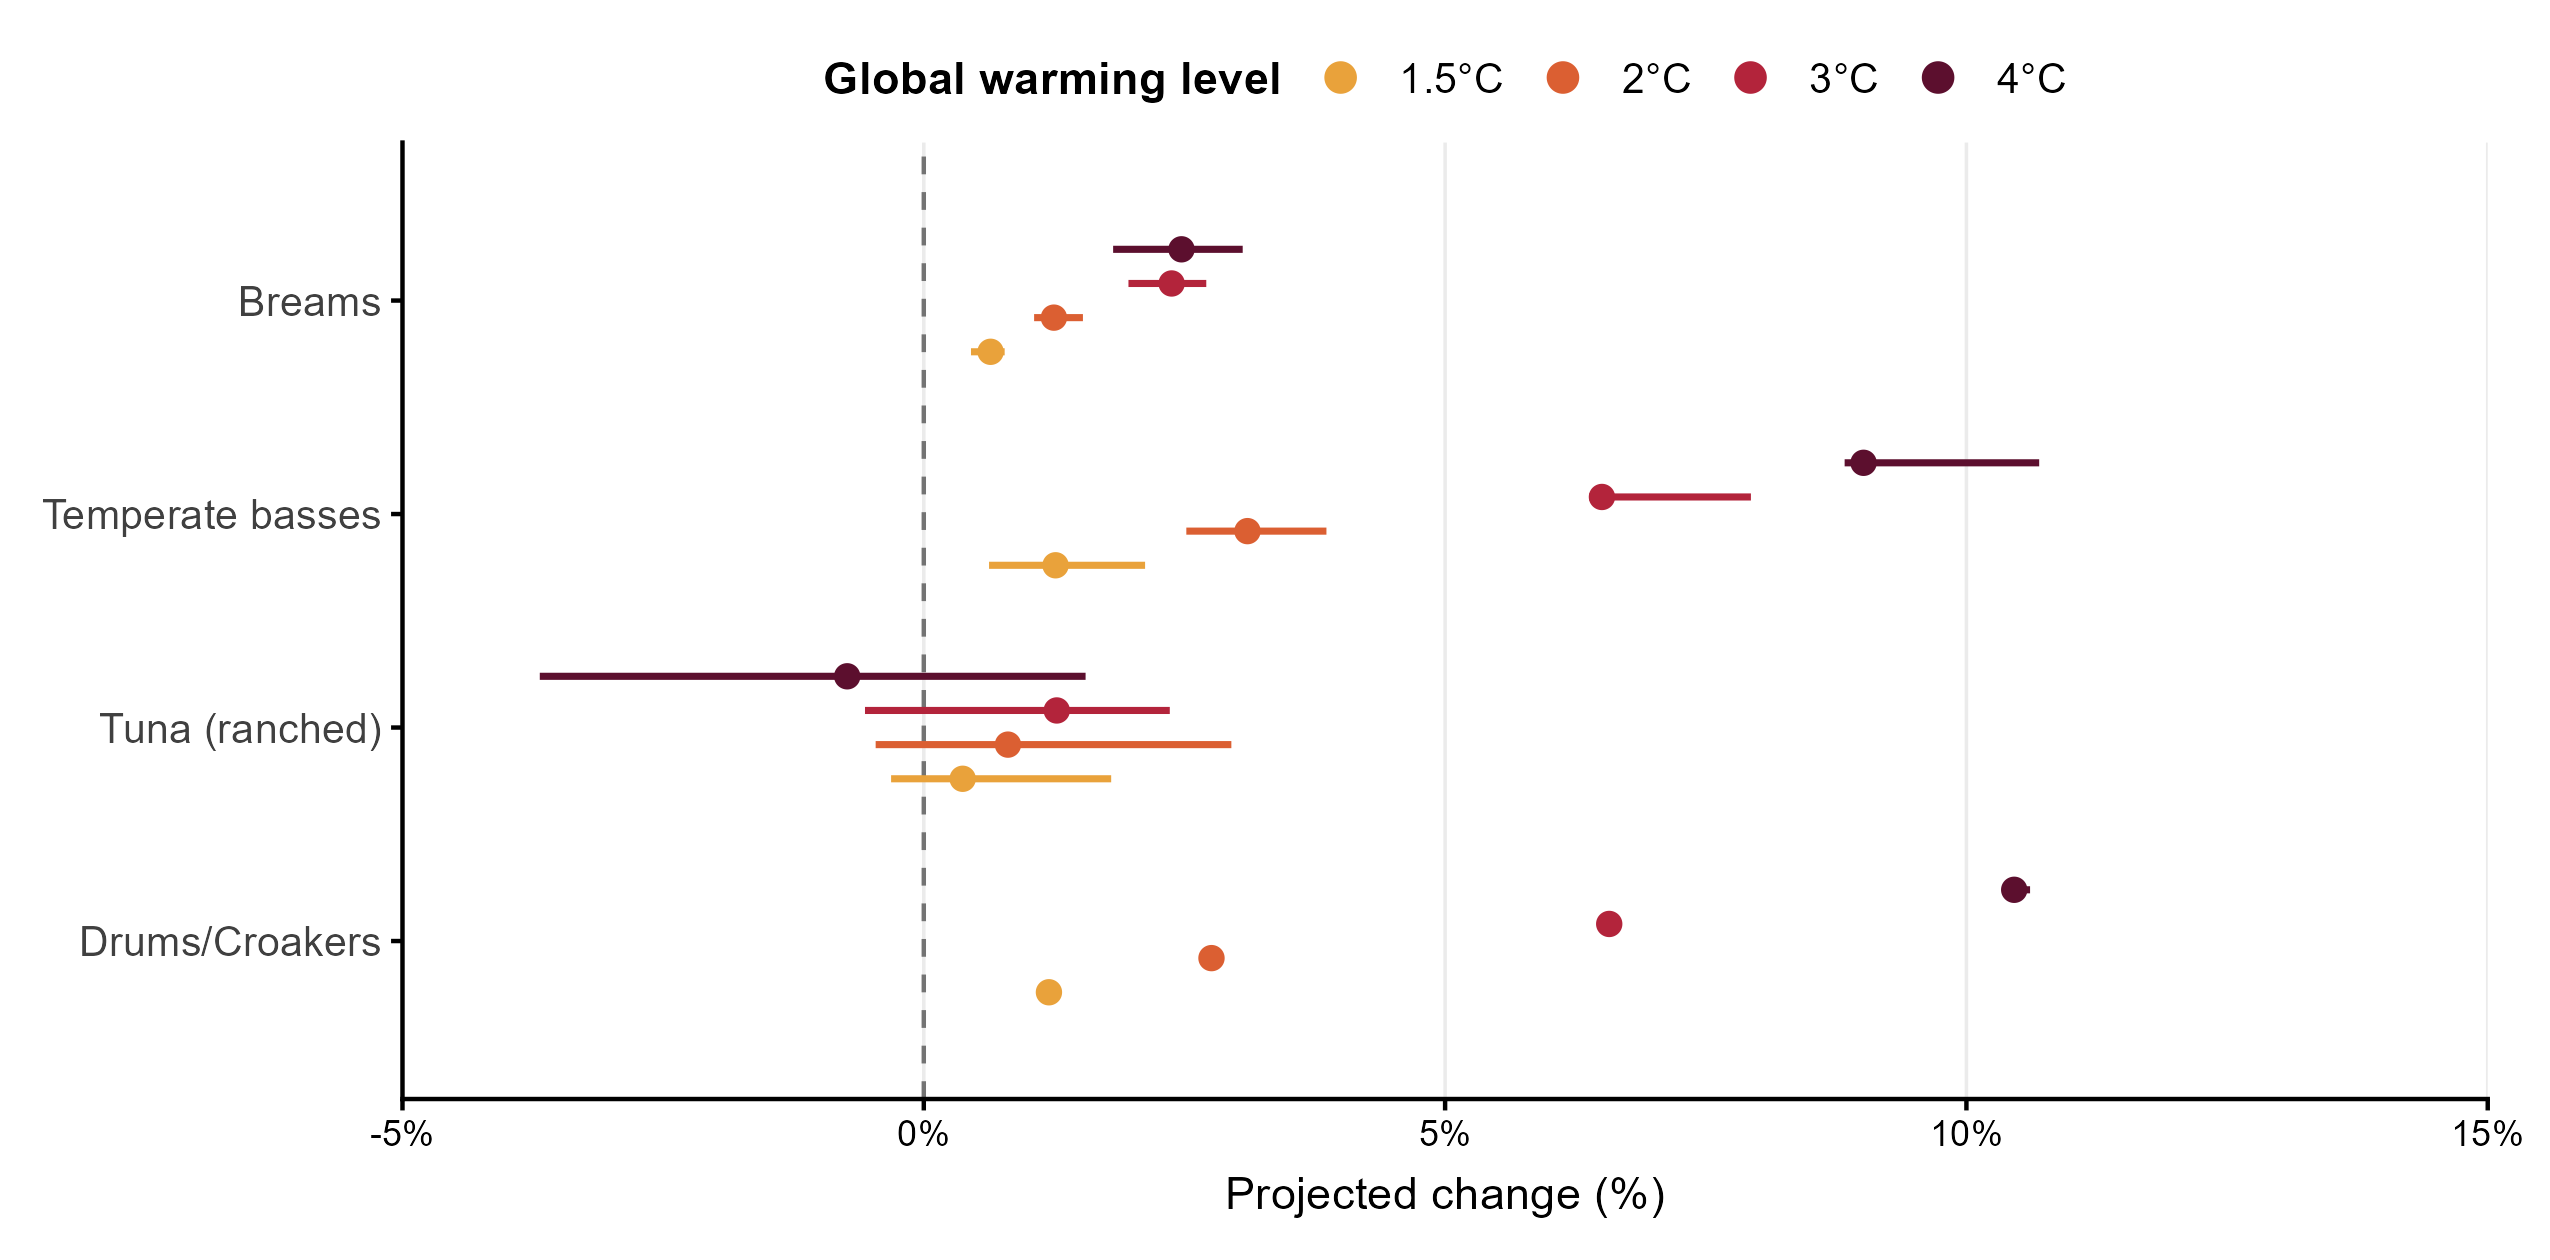 Global warming level 1.5°C 2°C 3°C 4°C
Breams
Temperate basses
Tuna (ranched)
Drums/Croakers
-5% 0% 5% 10% 15%
Projected change (%)